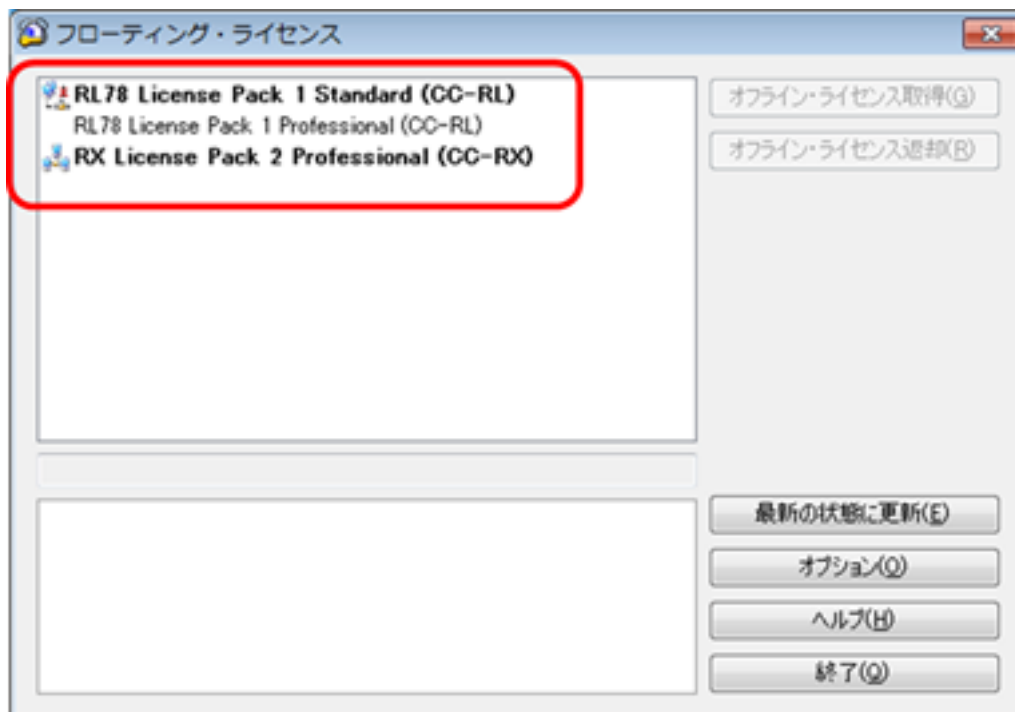 フローティング・ライセンス
RL78 License Pack 1 Standard (CC-RL)
RL78 License Pack 1 Professional (CC-RL)
RX License Pack 2 Professional (CC-RX)
オフライン・ライセンス取得(G)
オフライン・ライセンス返却(R)
最新の状態に更新(E)
オプション(O)
ヘルプ(H)
終了(Q)